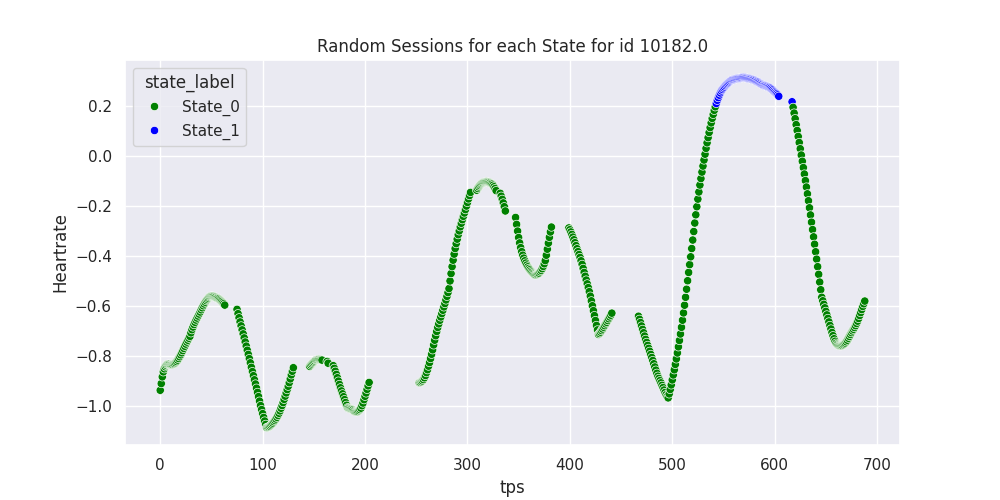 Random Sessions for each State for id 10182.0
state_label
State_0
State_1
0.2
0.0
−0.2
−0.4
−0.6
−0.8
−1.0
Heartrate
0 100 200 300 400 500 600 700
tps